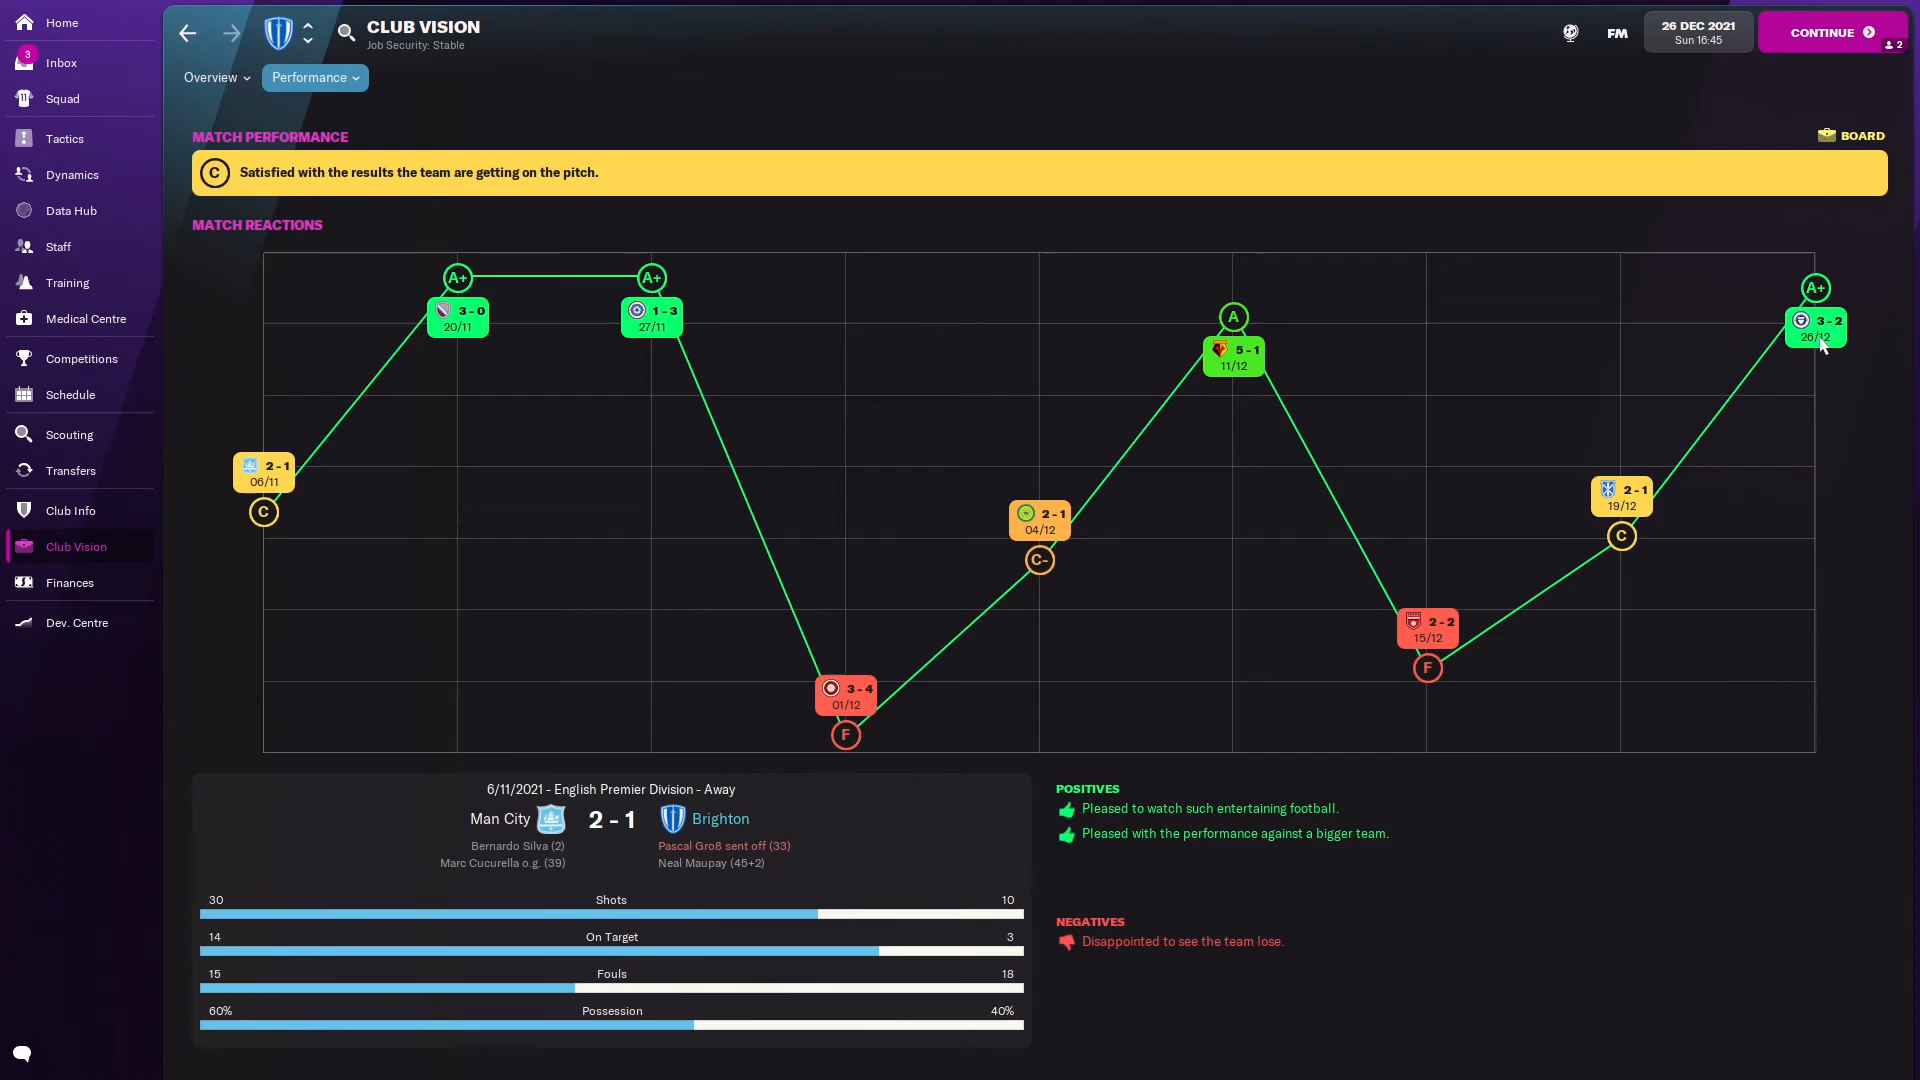 Home
3
Inbox
11
Squad
Tactics
Dynamics
Data Hub
Staff
Training
Medical Centre
Competitions
Schedule
Scouting
Transfers
Club Info
Club Vision
Finances
Dev. Centre
CLUB VISION
Job Security: Stable
FM
26 DEC 2021
Sun 16:45
CONTINUE
2
Overview
Performance
MATCH PERFORMANCE
BOARD
C
Satisfied with the results the team are getting on the pitch.
MATCH REACTIONS
2 - 1
06/11
C
A+
3 - 0
20/11
A+
1 - 3
27/11
3 - 4
01/12
F
2 - 1
04/12
C-
A
5 - 1
11/12
2 - 2
15/12
F
2 - 1
19/12
C
A+
3 - 2
26/12
6/11/2021 - English Premier Division - Away
Man City 2 - 1 Brighton
Bernardo Silva (2) Pascal Groß sent off (33)
Marc Cucurella o.g. (39) Neal Maupay (45+2)
30 Shots 10
14 On Target 3
15 Fouls 18
60% Possession 40%
POSITIVES
Pleased to watch such entertaining football.
Pleased with the performance against a bigger team.
NEGATIVES
Disappointed to see the team lose.